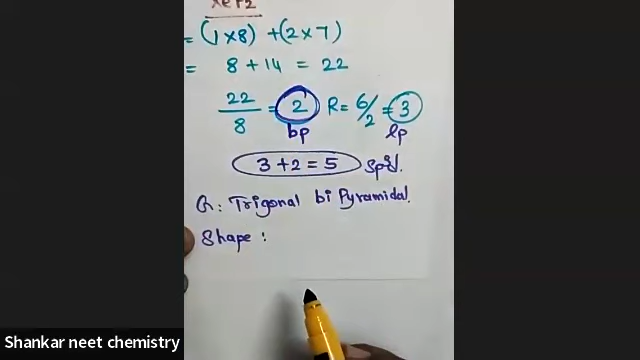 XeF2
= (1×8) + (2×7)
= 8 + 14 = 22
22/8 = 2 R = 6/2 = 3
bp lp
3 + 2 = 5 sp3d.
G: Trigonal bi Pyramidal.
Shape :
Shankar neet chemistry